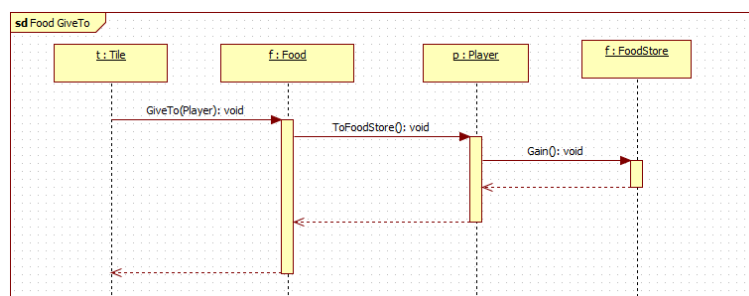 sd Food GiveTo
t : Tile
f : Food
p : Player
f : FoodStore
GiveTo(Player): void
ToFoodStore(): void
Gain(): void